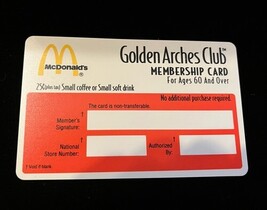 McDonald's
Golden Arches Club™
MEMBERSHIP CARD
For Ages 60 And Over
25¢(plus tax) Small coffee or Small soft drink
No additional purchase required.
The card is non-transferable.
Member's
Signature:
National
Store Number:
Authorized
By: